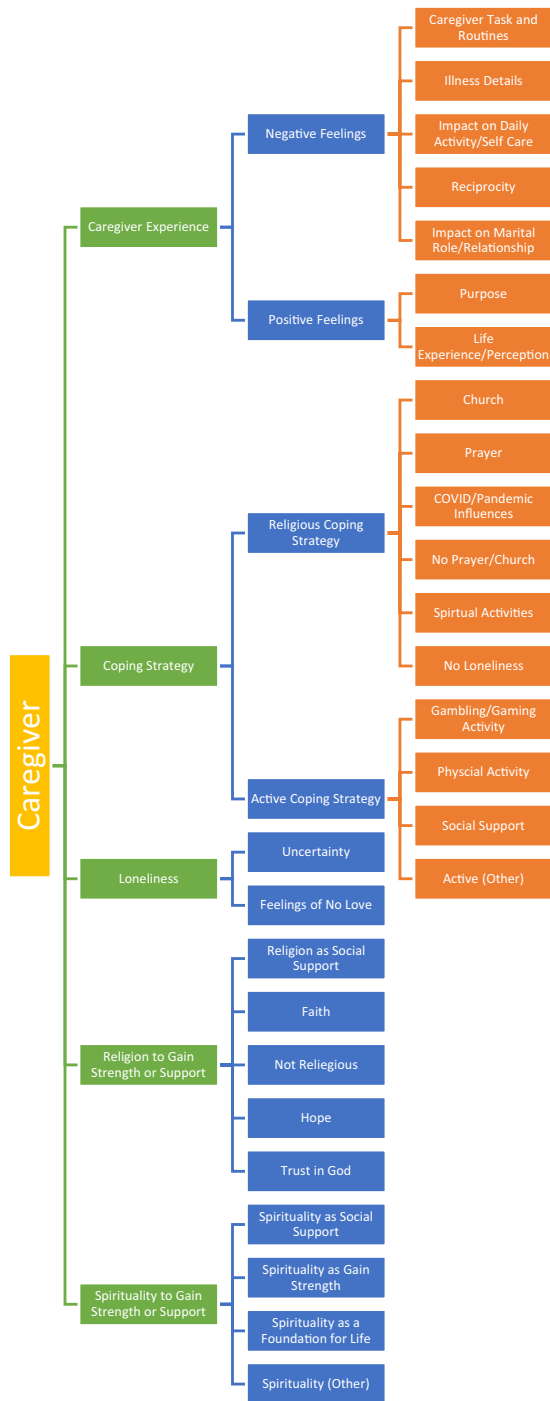 Caregiver
Caregiver Experience
Negative Feelings
Caregiver Task and
Routines
Illness Details
Impact on Daily
Activity/Self Care
Reciprocity
Impact on Marital
Role/Relationship
Positive Feelings
Purpose
Life
Experience/Perception
Coping Strategy
Religious Coping
Strategy
Church
Prayer
COVID/Pandemic
Influences
No Prayer/Church
Spirtual Activities
No Loneliness
Active Coping Strategy
Gambling/Gaming
Activity
Physcial Activity
Social Support
Active (Other)
Loneliness
Uncertainty
Feelings of No Love
Religion to Gain
Strength or Support
Religion as Social
Support
Faith
Not Reliegious
Hope
Trust in God
Spirituality to Gain
Strength or Support
Spirituality as Social
Support
Spirituality as Gain
Strength
Spirituality as a
Foundation for Life
Spirituality (Other)